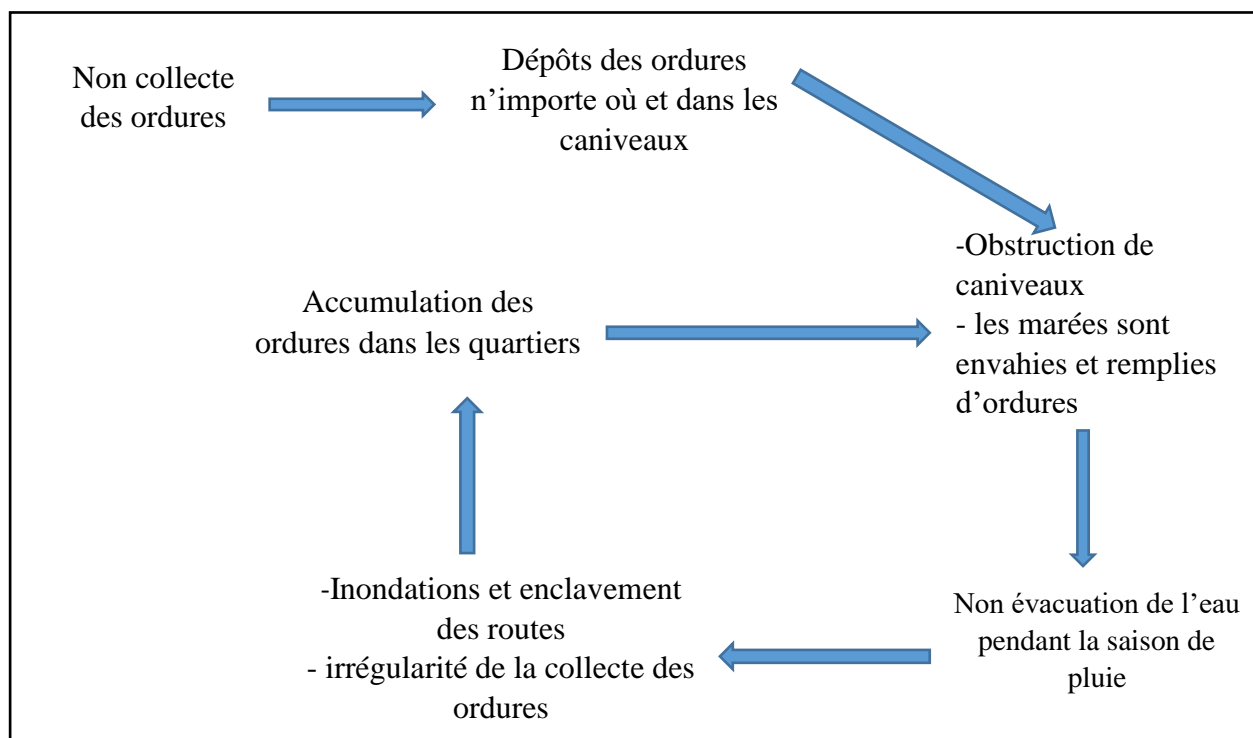 Non collecte
des ordures
Dépôts des ordures
n’importe où et dans les
caniveaux
-Obstruction de
caniveaux
- les marées sont
envahies et remplies
d’ordures
Accumulation des
ordures dans les quartiers
-Inondations et enclavement
des routes
- irrégularité de la collecte des
ordures
Non évacuation de l’eau
pendant la saison de
pluie